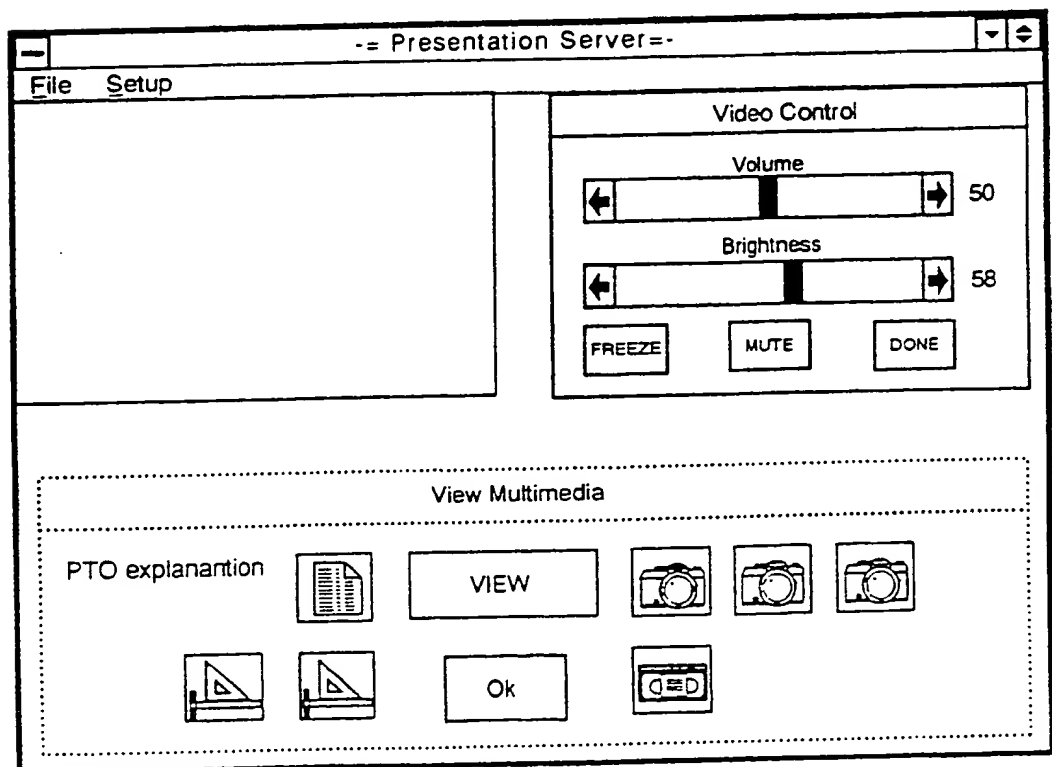 -= Presentation Server=-
File Setup
Video Control
Volume
50
Brightness
58
FREEZE MUTE DONE
View Multimedia
PTO explanantion
VIEW
Ok